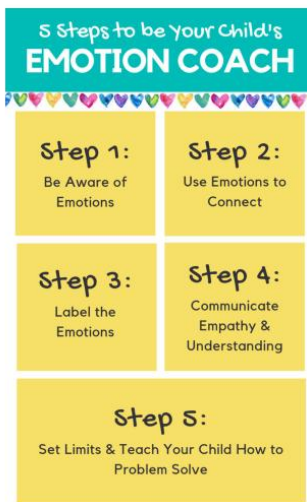 5 Steps to be Your Child's
EMOTION COACH
Step 1:
Be Aware of
Emotions
Step 2:
Use Emotions to
Connect
Step 3:
Label the
Emotions
Step 4:
Communicate
Empathy &
Understanding
Step 5:
Set Limits & Teach Your Child How to
Problem Solve